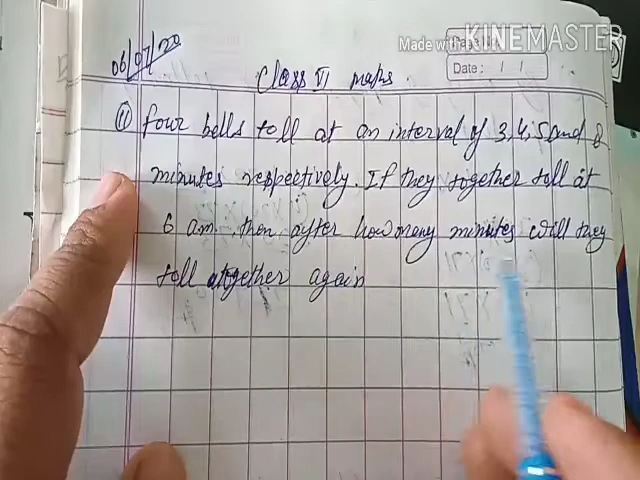 Made with KINEMASTER
Date : / /
06/07/20
Class VI maps
(1) four bells toll at an interval of 3, 4, 5 and 8
minutes respectively. If they together toll at
6 am. then ayter how many minutes will they
toll together again